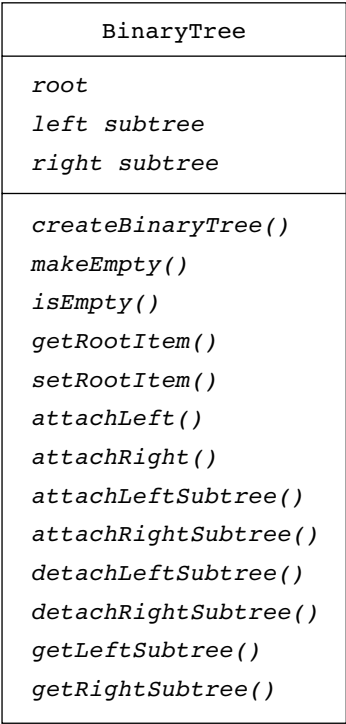 BinaryTree
root
left subtree
right subtree
createBinaryTree()
makeEmpty()
isEmpty()
getRootItem()
setRootItem()
attachLeft()
attachRight()
attachLeftSubtree()
attachRightSubtree()
detachLeftSubtree()
detachRightSubtree()
getLeftSubtree()
getRightSubtree()